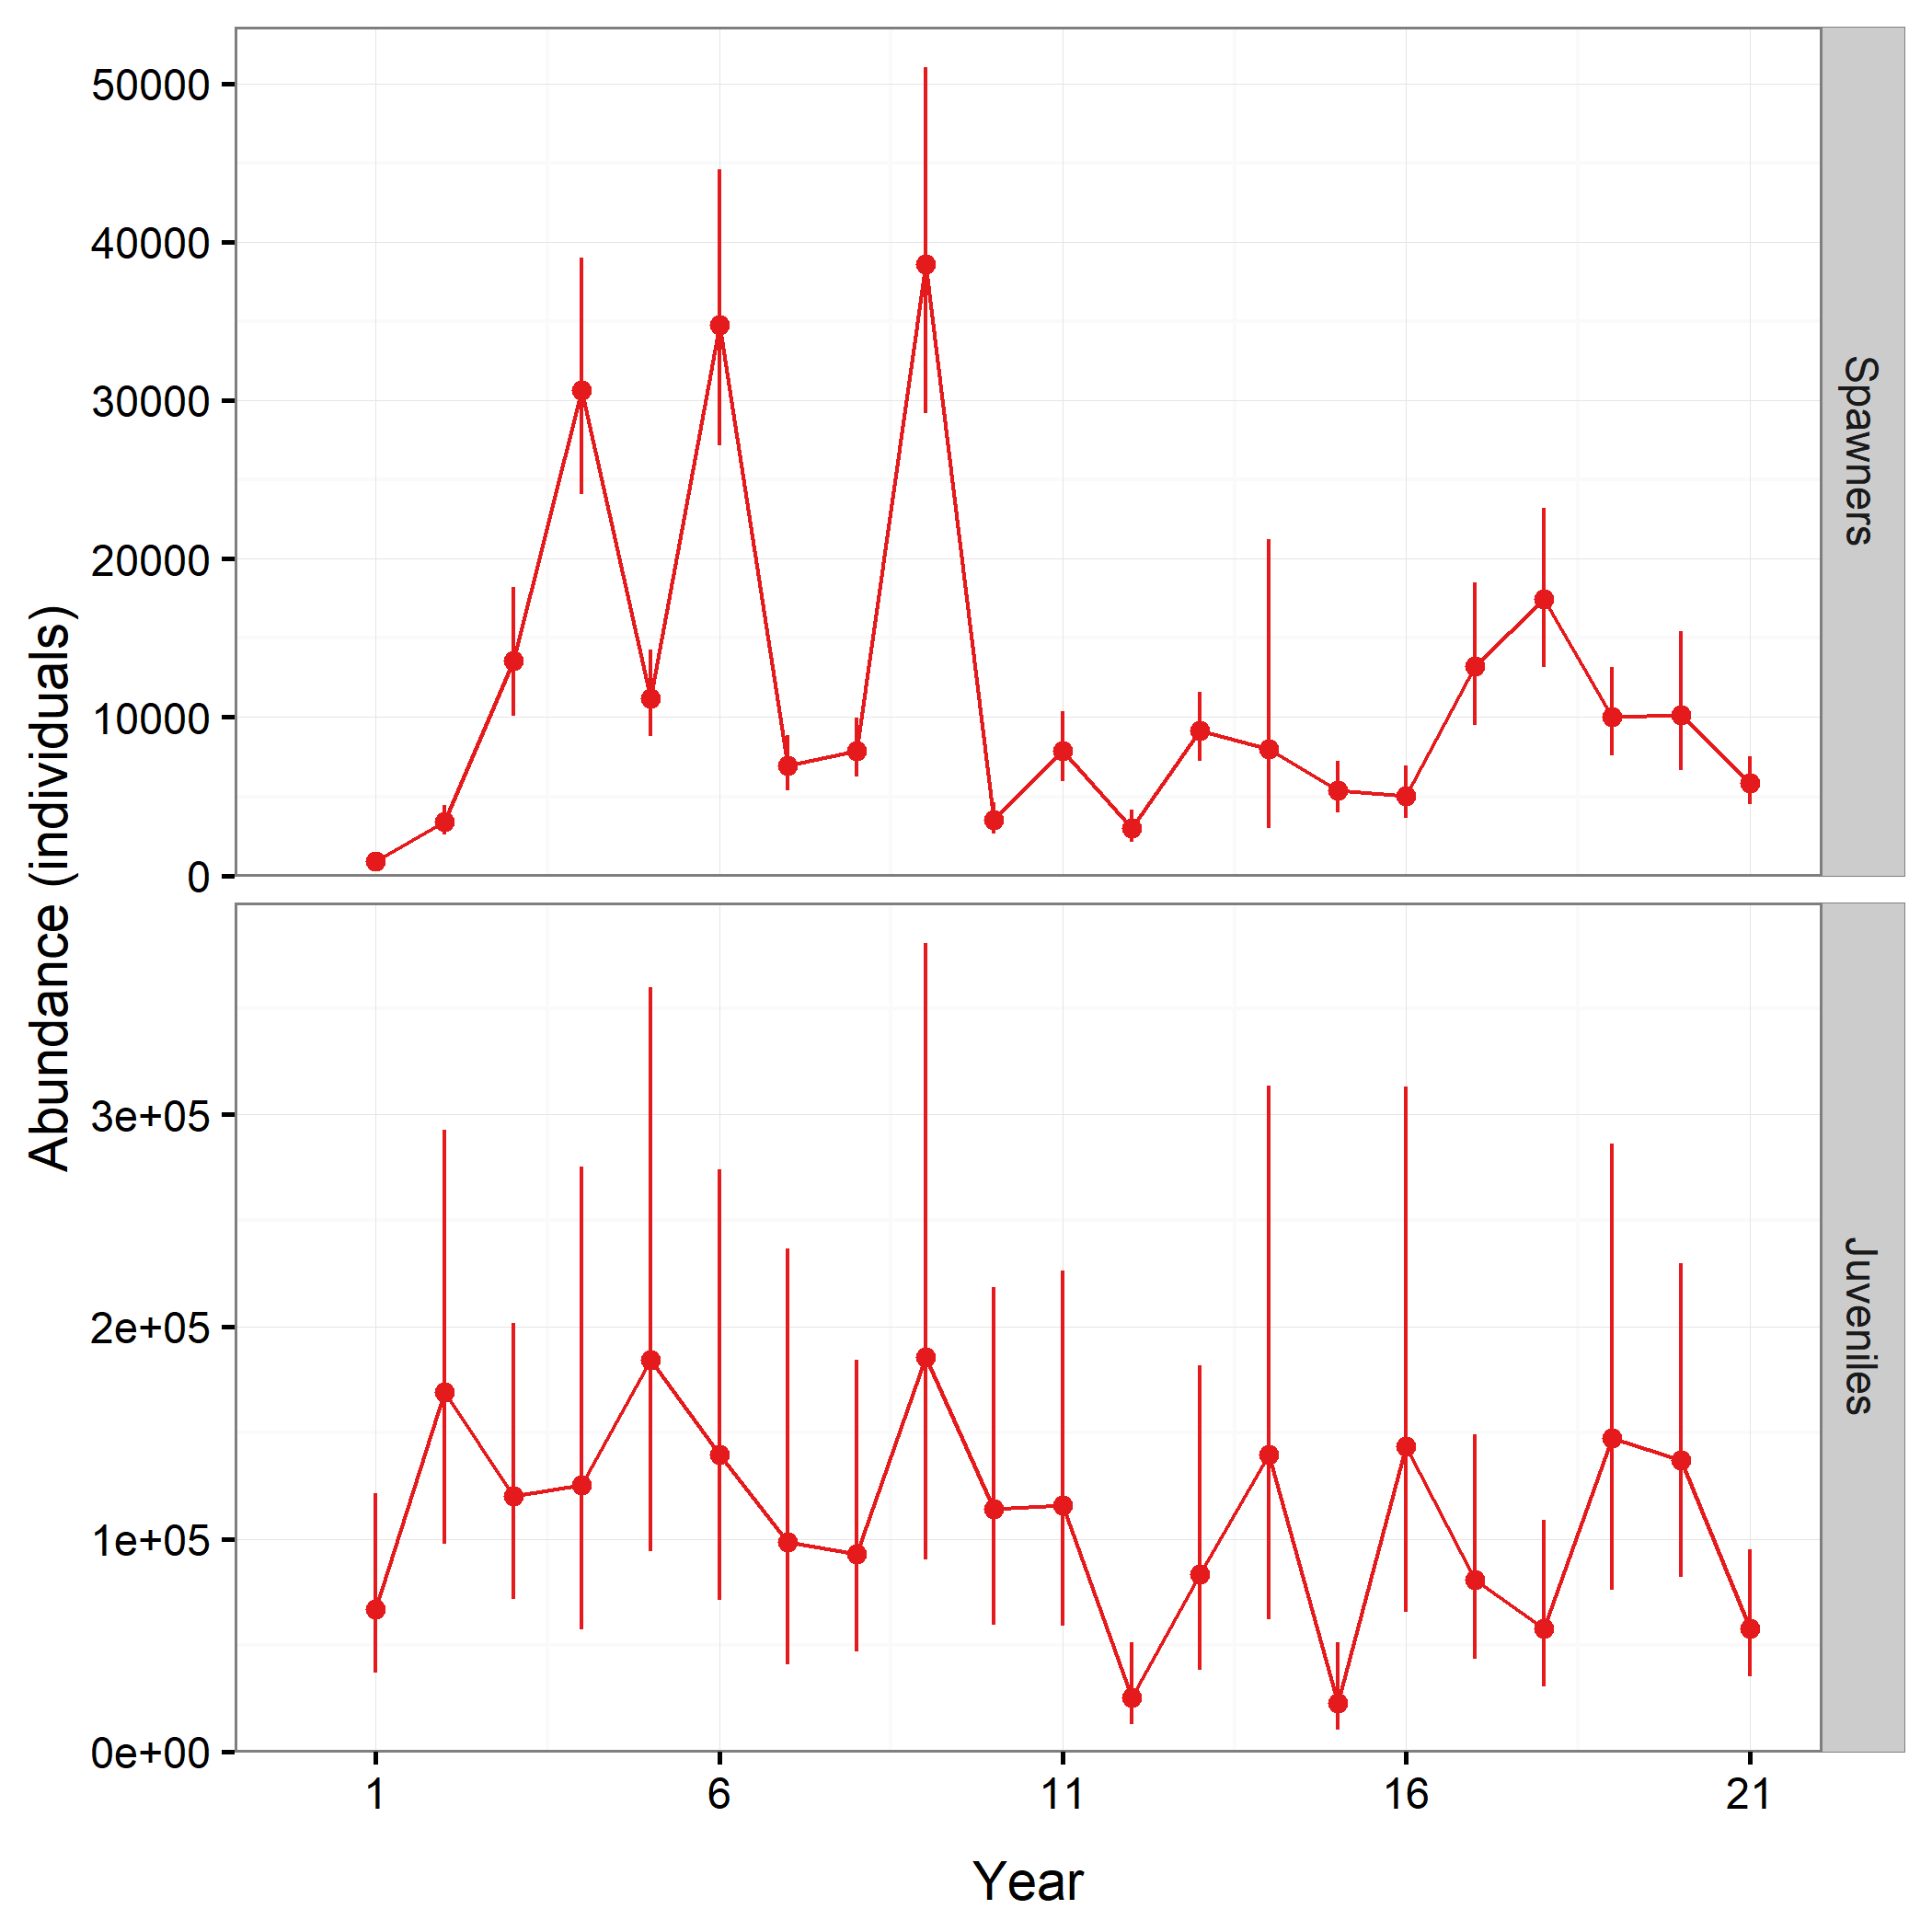 Abundance (individuals)
50000
40000
30000
20000
10000
0
Spawners
3e+05
2e+05
1e+05
0e+00
Juveniles
1 6 11 16 21
Year